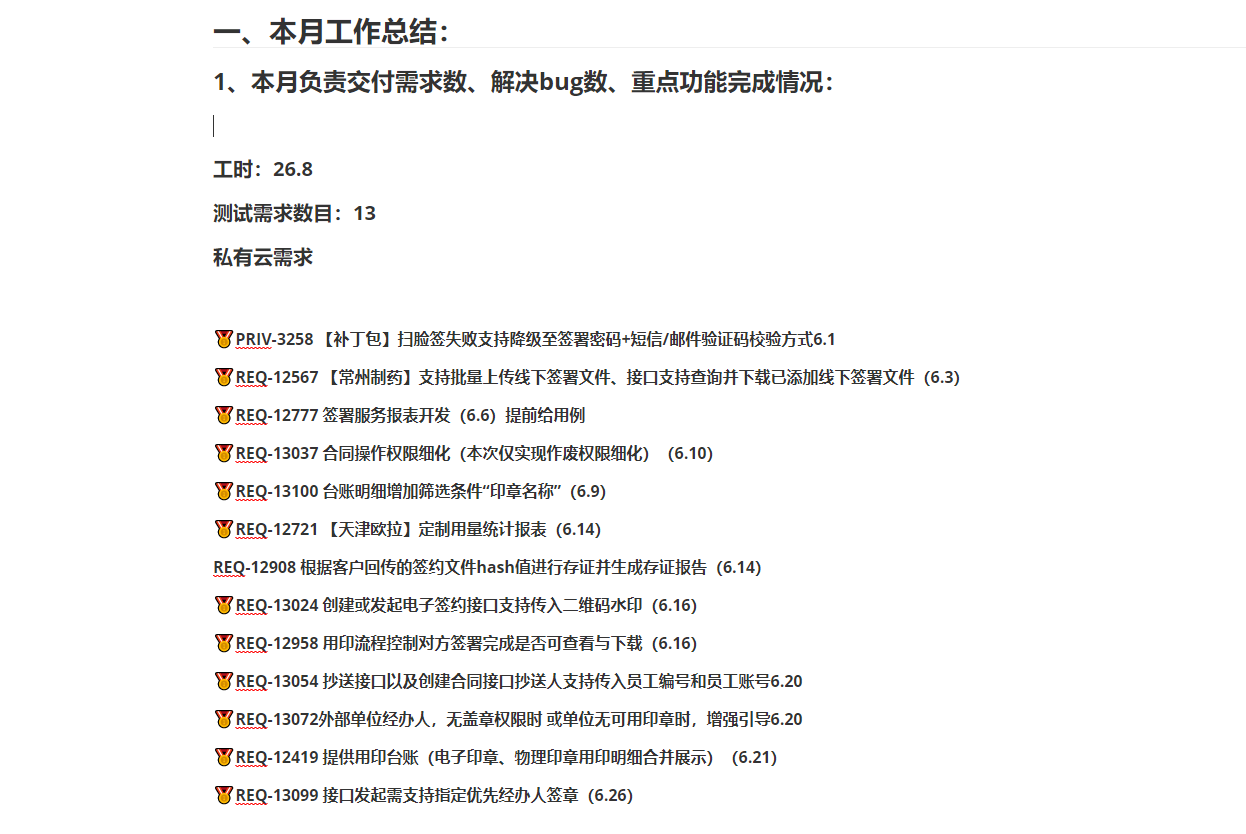 一、本月工作总结：
1、本月负责交付需求数、解决bug数、重点功能完成情况：
工时：26.8
测试需求数目：13
私有云需求
🏅PRIV-3258 【补丁包】扫脸签失败支持降级至签署密码+短信/邮件验证码校验方式6.1
🏅REQ-12567 【常州制药】支持批量上传线下签署文件、接口支持查询并下载已添加线下签署文件（6.3）
🏅REQ-12777 签署服务报表开发（6.6）提前给用例
🏅REQ-13037 合同操作权限细化（本次仅实现作废权限细化）（6.10）
🏅REQ-13100 台账明细增加筛选条件“印章名称”（6.9）
🏅REQ-12721 【天津欧拉】定制用量统计报表（6.14）
REQ-12908 根据客户回传的签约文件hash值进行存证并生成存证报告（6.14）
🏅REQ-13024 创建或发起电子签约接口支持传入二维码水印（6.16）
🏅REQ-12958 用印流程控制对方签署完成是否可查看与下载（6.16）
🏅REQ-13054 抄送接口以及创建合同接口抄送人支持传入员工编号和员工账号6.20
🏅REQ-13072外部单位经办人，无盖章权限时 或单位无可用印章时，增强引导6.20
🏅REQ-12419 提供用印台账（电子印章、物理印章用印明细合并展示）（6.21）
🏅REQ-13099 接口发起需支持指定优先经办人签章（6.26）